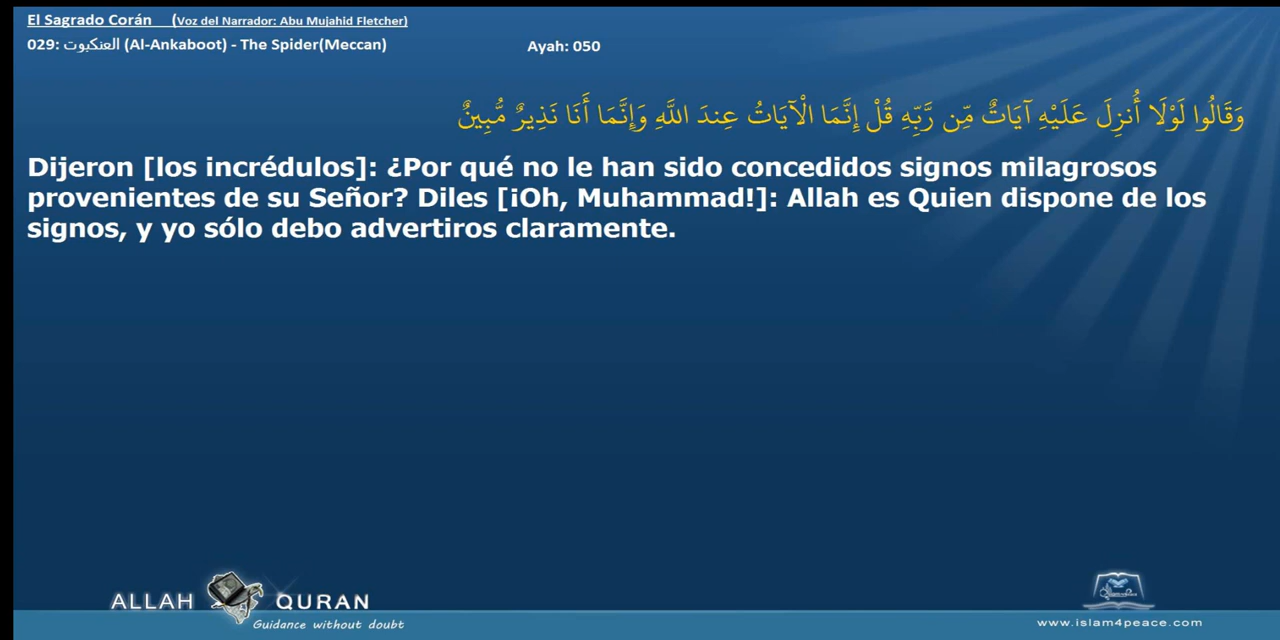 El Sagrado Corán (Voz del Narrador: Abu Mujahid Fletcher)
029: العنكبوت (Al-Ankaboot) - The Spider(Meccan) Ayah: 050
وَقَالُوا لَوْلَا أُنزِلَ عَلَيْهِ آيَاتٌ مِّن رَّبِّهِ قُلْ إِنَّمَا الْآيَاتُ عِندَ اللَّهِ وَإِنَّمَا أَنَا نَذِيرٌ مُّبِينٌ
Dijeron [los incrédulos]: ¿Por qué no le han sido concedidos signos milagrosos
provenientes de su Señor? Diles [¡Oh, Muhammad!]: Allah es Quien dispone de los
signos, y yo sólo debo advertiros claramente.
ALLAH QURAN
Guidance without doubt
www.islam4peace.com